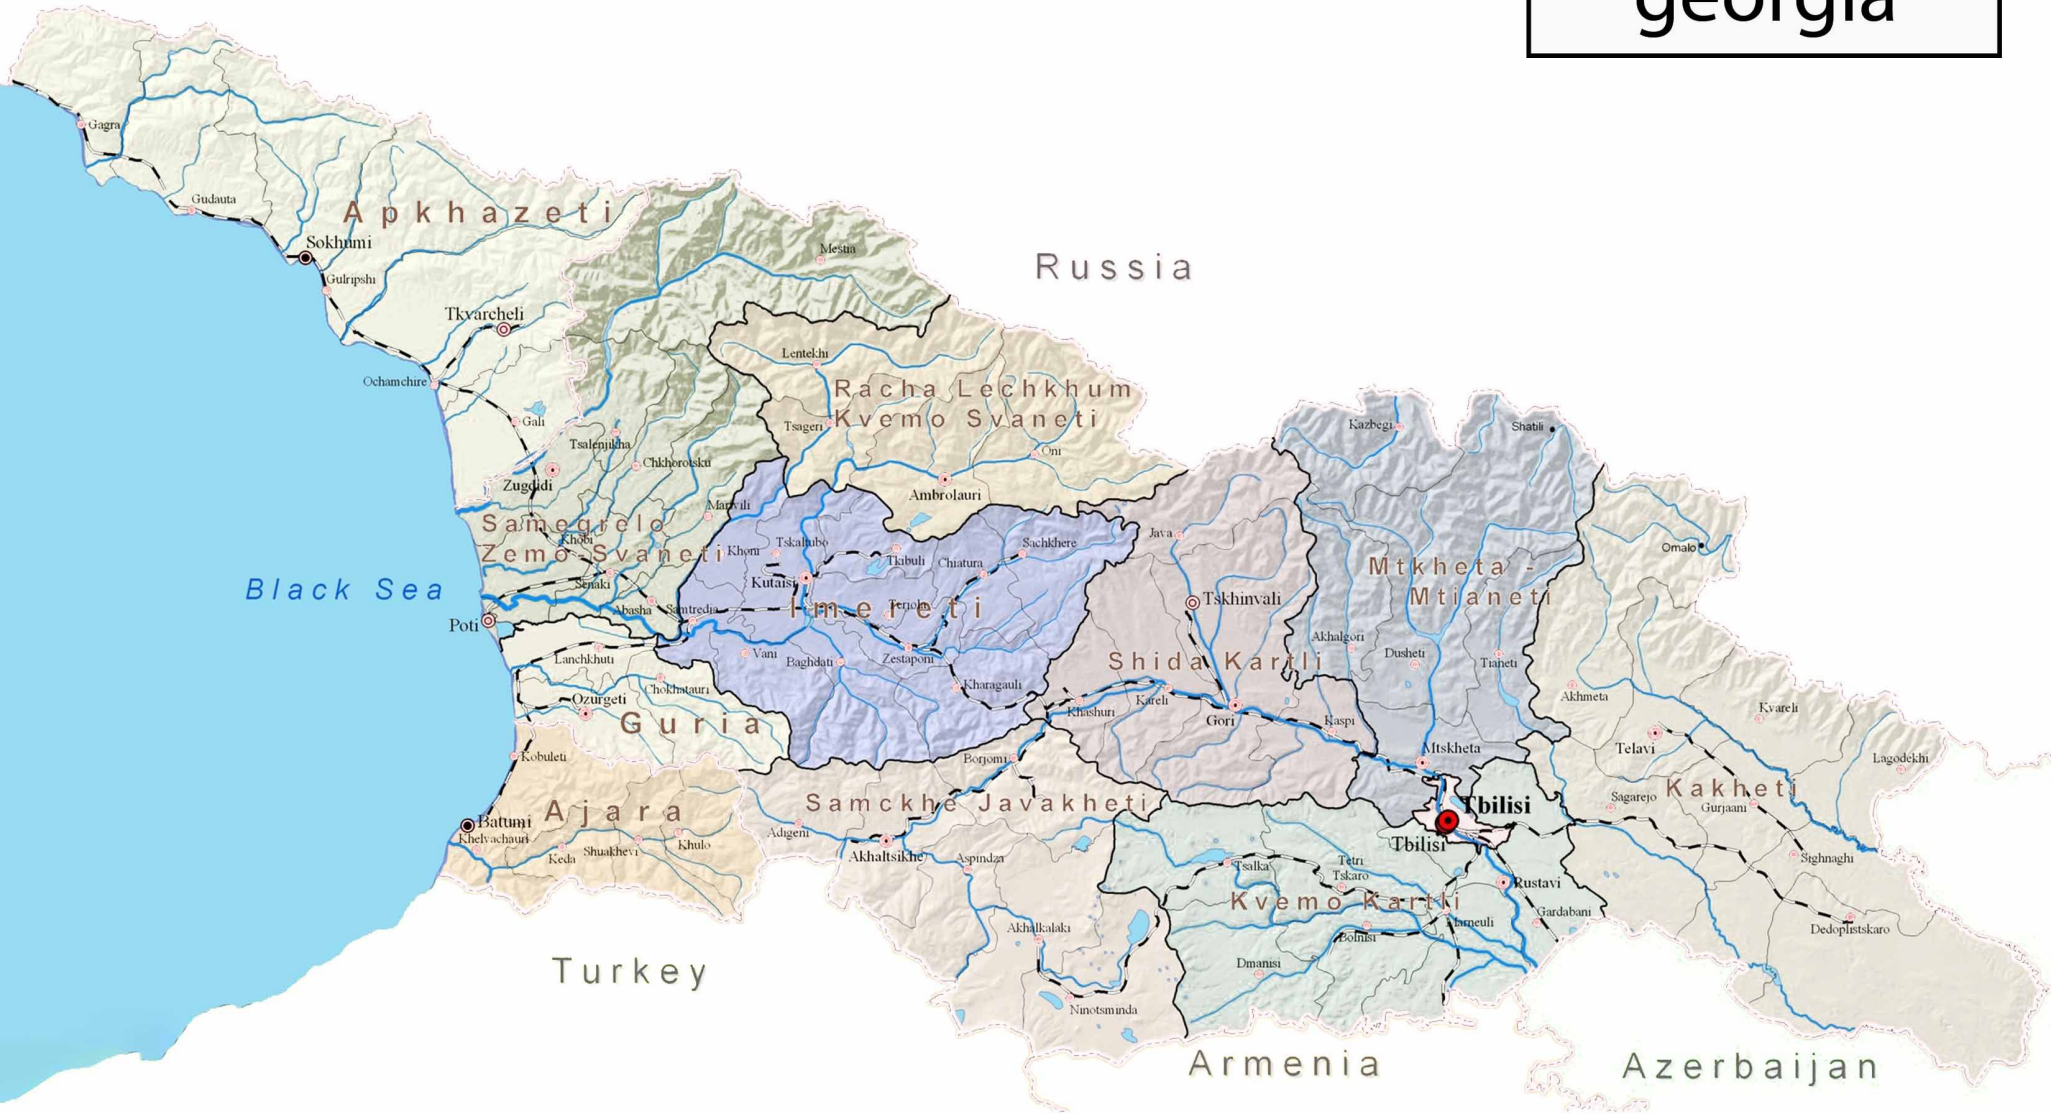 georgia
Gagra
Gudauta
Apkhazeti
Sokhumi
Gulripshi
Mestia
Russia
Tkvarcheli
Lentekhi
Ochamchire
Racha Lechkhum
Kvemo Svaneti
Gali
Tsageri
Kazbegi
Shatili
Tsalenjikha
Chkhorotsku
Oni
Zugdidi
Ambrolauri
Martvili
Samegrelo
Zemo-Svaneti
Khobi
Khoni
Tskaltubo
Tkibuli
Chiatura
Sachkhere
Java
Omalo
Mtkheta -
Mtianeti
Black Sea
Senaki
Kutaisi
Abasha
Samtredia
Imereti
Terjola
Tskhinvali
Poti
Lanchkhuti
Vani
Baghdati
Zestaponi
Akhalgori
Dusheti
Tianeti
Shida Kartli
Chokhatauri
Kharagauli
Ozurgeti
Guria
Khashuri
Kareli
Gori
Kaspi
Akhmeta
Kvareli
Kobuleti
Borjomi
Mtskheta
Telavi
Lagodekhi
Kakheti
Ajara
Samckhe Javakheti
Sagarejo
Gurjaani
Batumi
Khelvachauri
Keda
Shuakhevi
Khulo
Adigeni
Akhaltsikhe
Aspindza
Tbilisi
Tbilisi
Tsalka
Tetri
Tskaro
Sighnaghi
Rustavi
Kvemo Kartli
Gardabani
Marneuli
Bolnisi
Dedoplistskaro
Akhalkalaki
Dmanisi
Turkey
Ninotsminda
Armenia
Azerbaijan